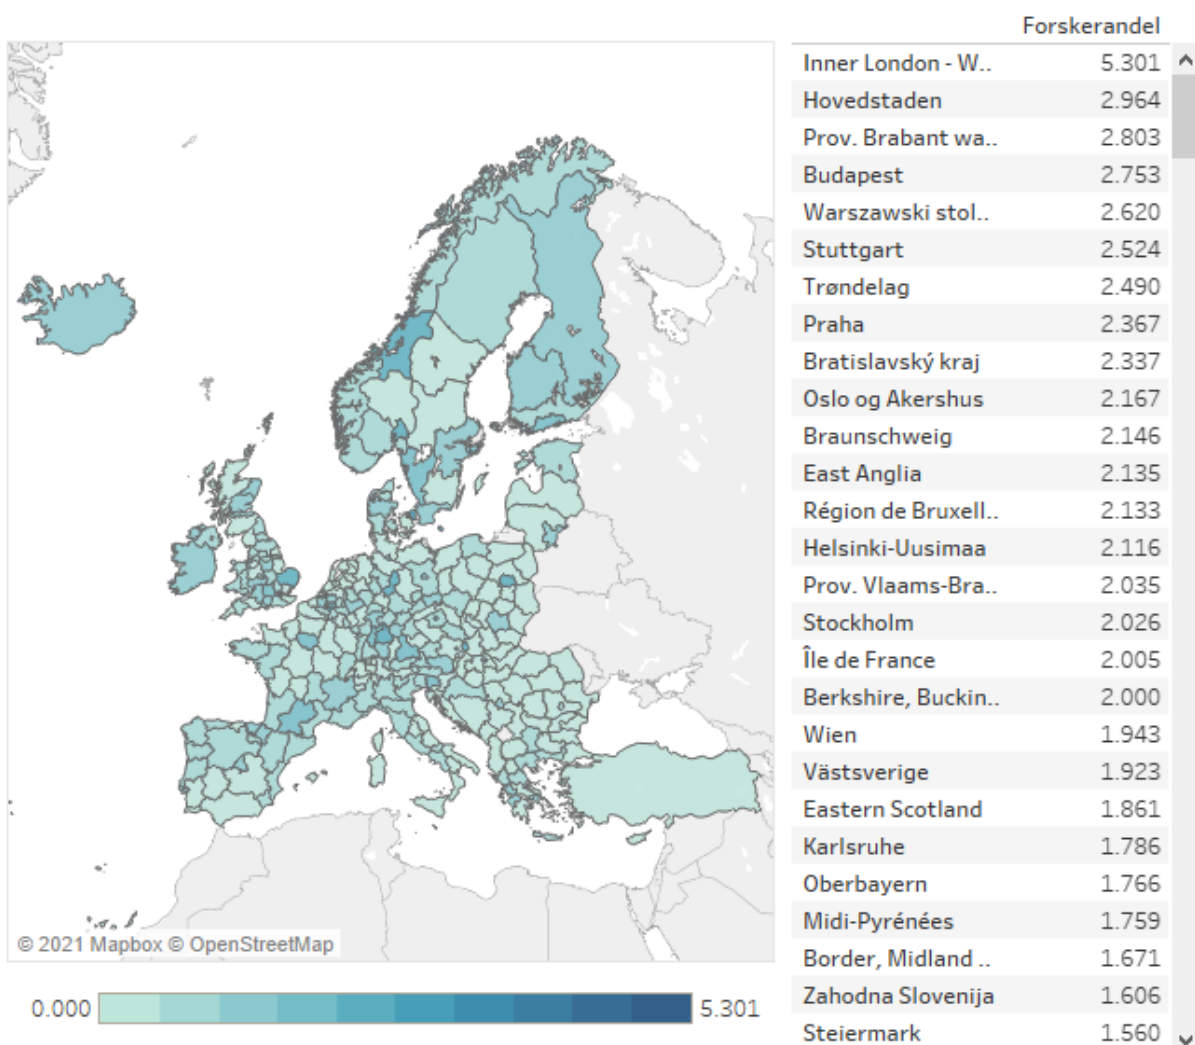 Forskerandel
Inner London - W.. 5.301
Hovedstaden 2.964
Prov. Brabant wa.. 2.803
Budapest 2.753
Warszawski stol.. 2.620
Stuttgart 2.524
Trøndelag 2.490
Praha 2.367
Bratislavský kraj 2.337
Oslo og Akershus 2.167
Braunschweig 2.146
East Anglia 2.135
Région de Bruxell.. 2.133
Helsinki-Uusimaa 2.116
Prov. Vlaams-Bra.. 2.035
Stockholm 2.026
Île de France 2.005
Berkshire, Buckin.. 2.000
Wien 1.943
Västsverige 1.923
Eastern Scotland 1.861
Karlsruhe 1.786
Oberbayern 1.766
Midi-Pyrénées 1.759
Border, Midland .. 1.671
Zahodna Slovenija 1.606
Steiermark 1.560
© 2021 Mapbox © OpenStreetMap
0.000 5.301